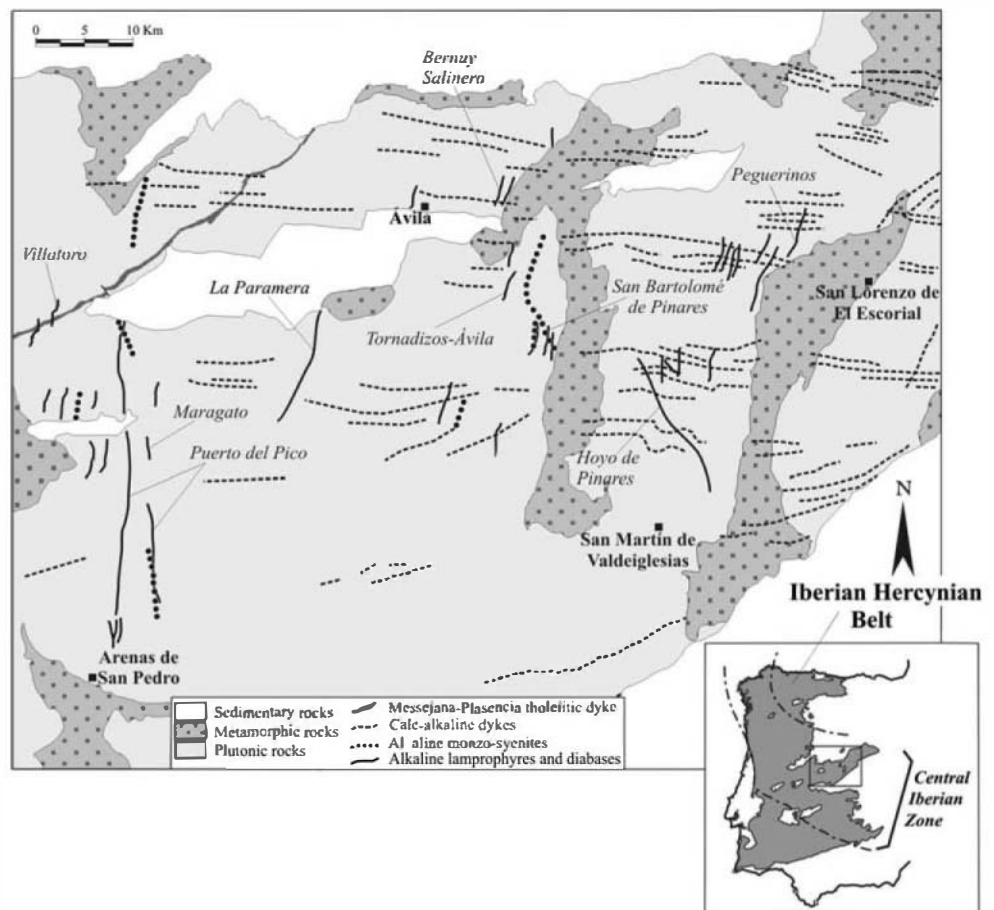 0 5 10 Km
Bernuy
Salinero
Peguerinos
Ávila
Villatoro
La Paramera
San Bartolomé
de Pinares
San Lorenzo de
El Escorial
Tornadizos-Ávila
Maragato
Puerto del Pico
Hoyo de
Pinares
N
San Martín de
Valdeiglesias
Iberian Hercynian
Belt
Arenas de
San Pedro
Sedimentary rocks
Metamorphic rocks
Plutonic rocks
Messejana-Plasencia tholeiitic dyke
Calc-alkaline dykes
Al aline monzo-syenites
Alkaline lamprophyres and diabases
Central
Iberian
Zone